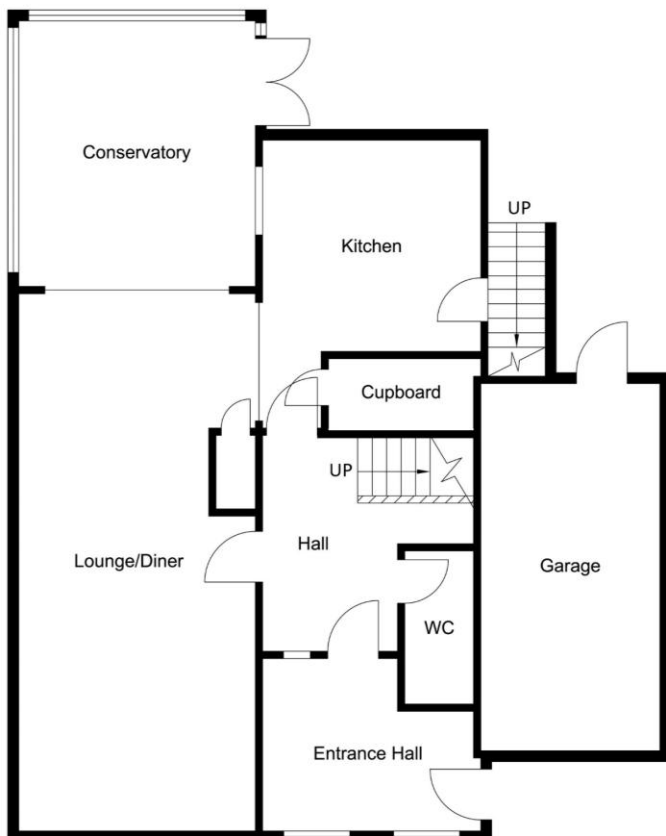 Conservatory
UP
Kitchen
Cupboard
UP
Hall
Lounge/Diner
Garage
WC
Entrance Hall